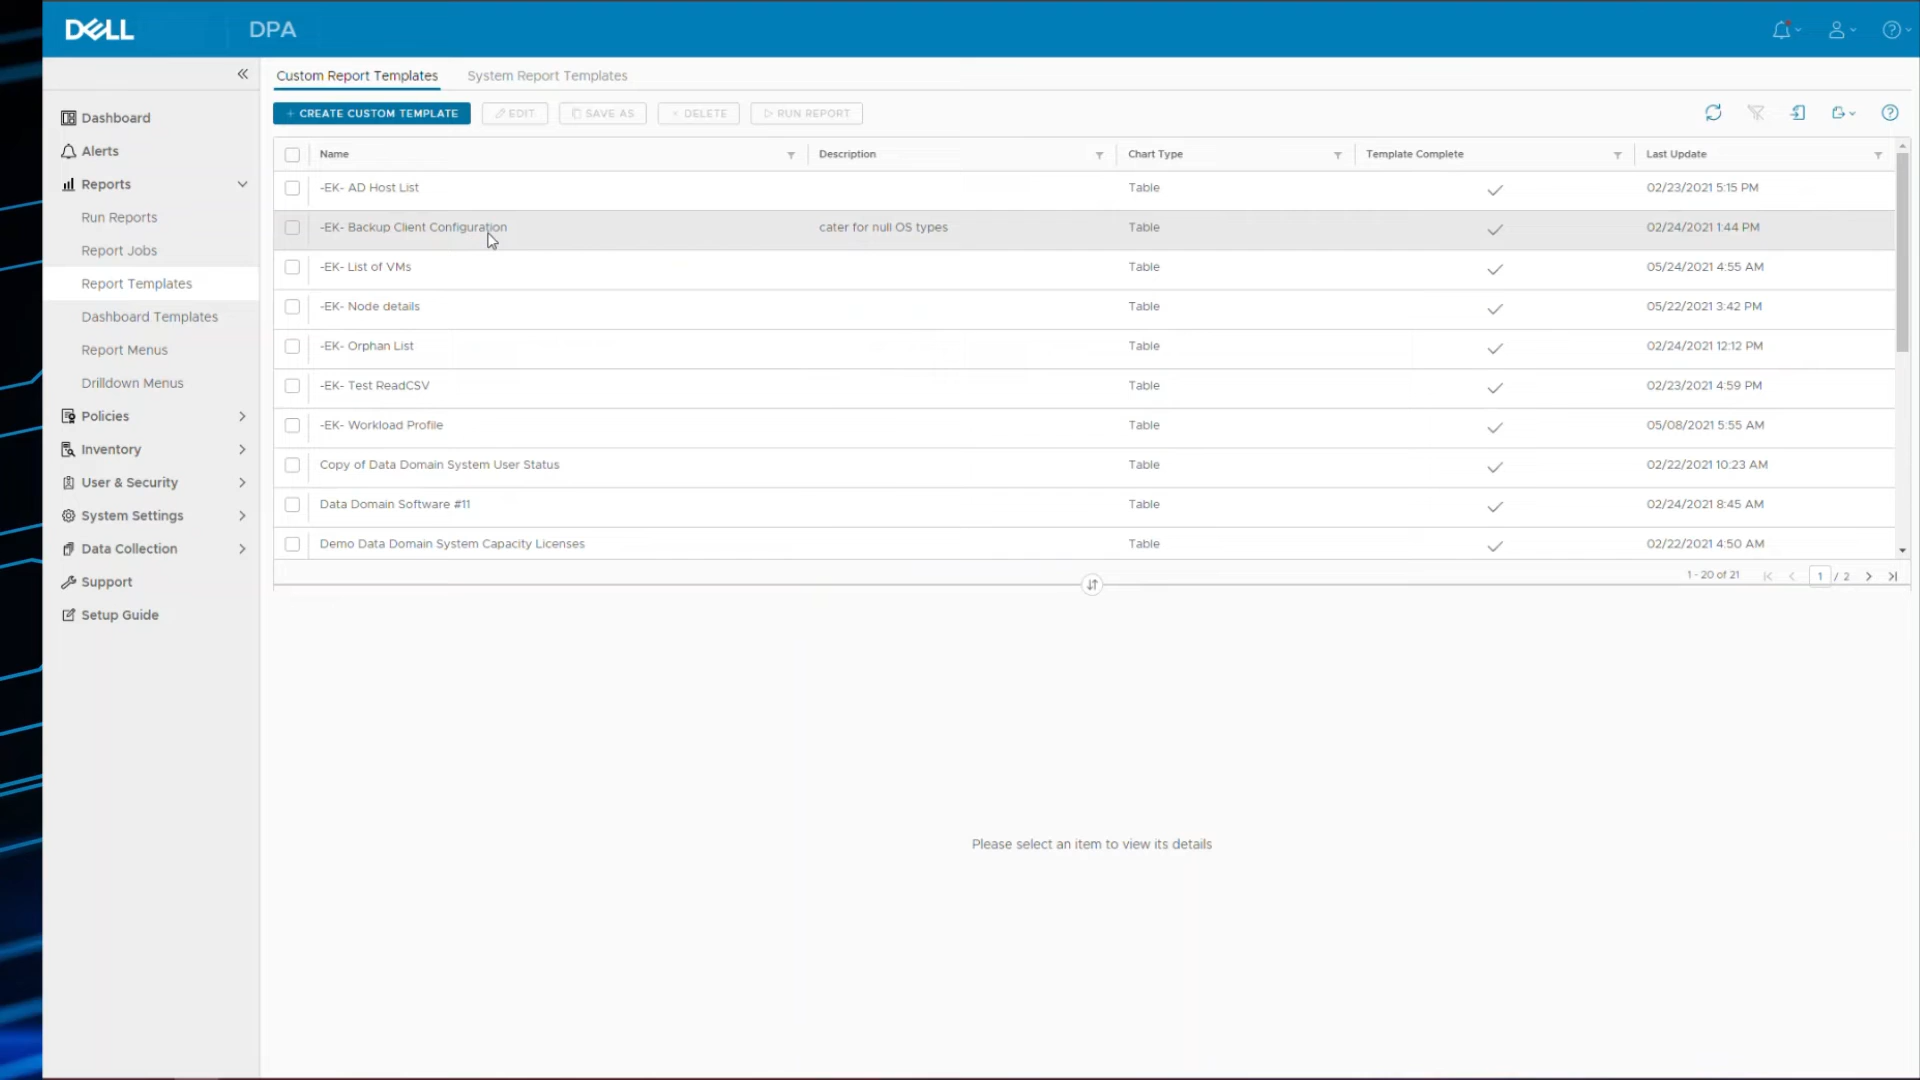 DELL
DPA
Custom Report Templates
System Report Templates
+ CREATE CUSTOM TEMPLATE
EDIT
SAVE AS
× DELETE
RUN REPORT
Dashboard
Alerts
Reports
Run Reports
Report Jobs
Report Templates
Dashboard Templates
Report Menus
Drilldown Menus
Policies
Inventory
User & Security
System Settings
Data Collection
Support
Setup Guide
Name Description Chart Type Template Complete Last Update
-EK- AD Host List Table 02/23/2021 5:15 PM
-EK- Backup Client Configuration cater for null OS types Table 02/24/2021 1:44 PM
-EK- List of VMs Table 05/24/2021 4:55 AM
-EK- Node details Table 05/22/2021 3:42 PM
-EK- Orphan List Table 02/24/2021 12:12 PM
-EK- Test ReadCSV Table 02/23/2021 4:59 PM
-EK- Workload Profile Table 05/08/2021 5:55 AM
Copy of Data Domain System User Status Table 02/22/2021 10:23 AM
Data Domain Software #11 Table 02/24/2021 8:45 AM
Demo Data Domain System Capacity Licenses Table 02/22/2021 4:50 AM
1 - 20 of 21 1 / 2
Please select an item to view its details